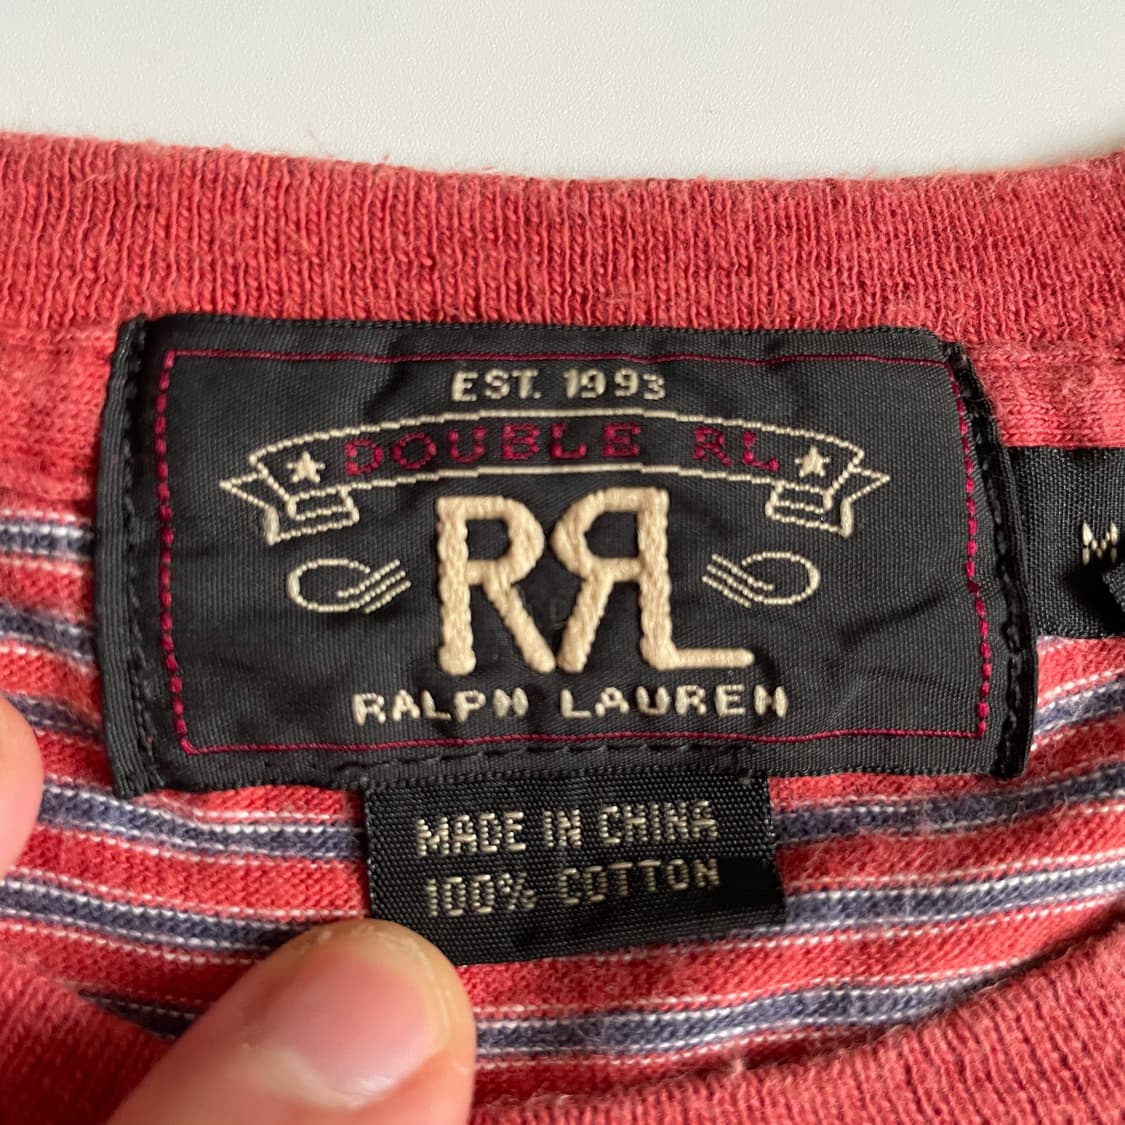 EST. 1993
DOUBLE RL
RRL
RALPH LAUREN
M
MADE IN CHINA
100% COTTON